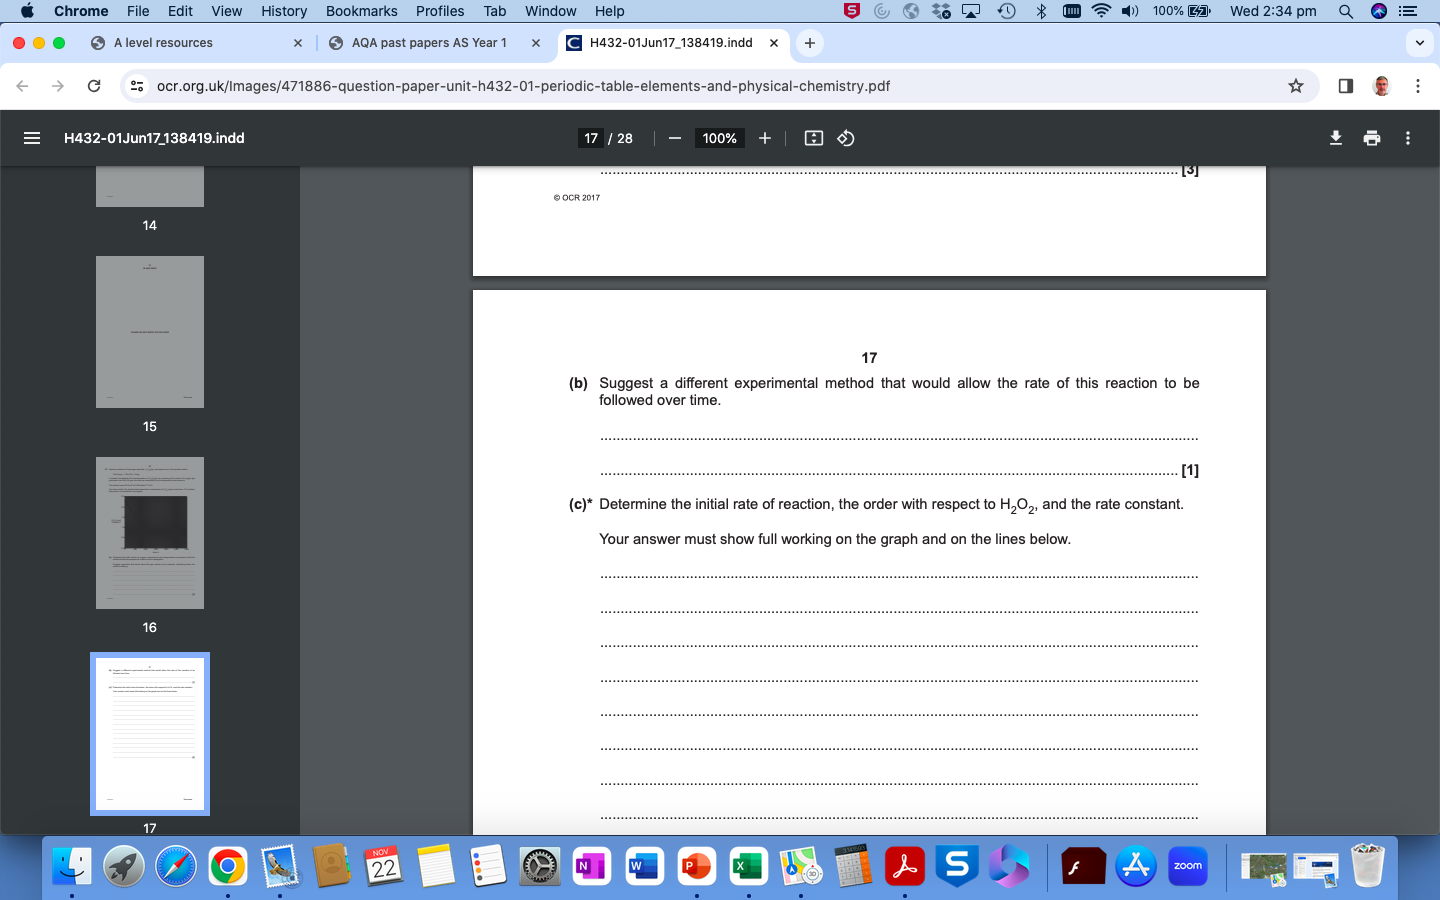 Chrome File Edit View History Bookmarks Profiles Tab Window Help 100% Wed 2:34 pm
A level resources AQA past papers AS Year 1 H432-01Jun17_138419.indd
ocr.org.uk/Images/471886-question-paper-unit-h432-01-periodic-table-elements-and-physical-chemistry.pdf
H432-01Jun17_138419.indd 17 / 28 100%
[3]
© OCR 2017
14
15
16
17
17
(b) Suggest a different experimental method that would allow the rate of this reaction to be
followed over time.
[1]
(c)* Determine the initial rate of reaction, the order with respect to H₂O₂, and the rate constant.
Your answer must show full working on the graph and on the lines below.
NOV
22
zoom